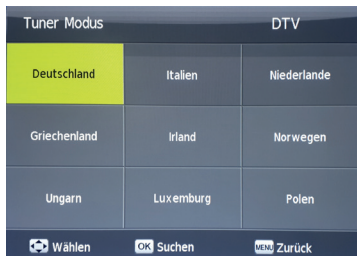 Tuner Modus DTV
Deutschland Italien Niederlande
Griechenland Irland Norwegen
Ungarn Luxemburg Polen
Wählen OK Suchen MENU Zurück